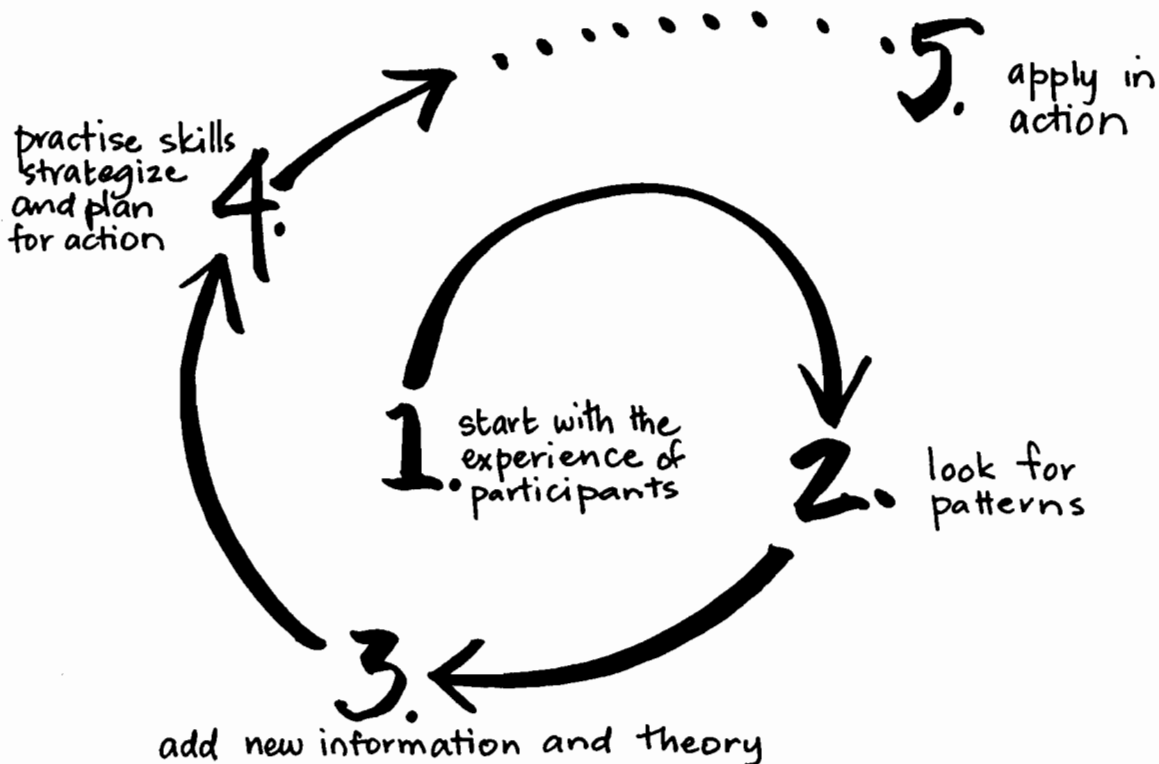 1. start with the
experience of
participants
2. look for
patterns
3.
add new information and theory
practise skills
strategize
and plan
for action
4.
5. apply in
action